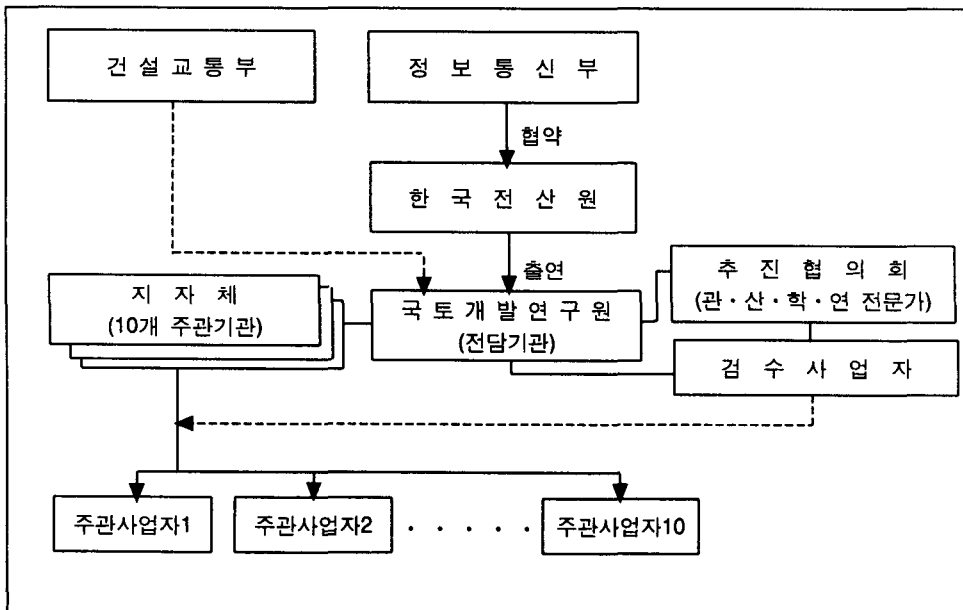 건설교통부
정보통신부
협약
한국전산원
출연
추진협의회
(관·산·학·연 전문가)
지자체
(10개 주관기관)
국토개발연구원
(전담기관)
검수사업자
주관사업자1
주관사업자2
· · · · ·
주관사업자10